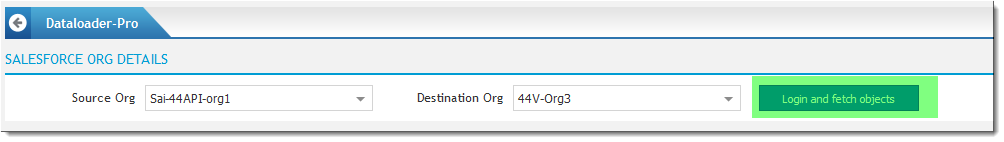 Dataloader-Pro
SALESFORCE ORG DETAILS
Source Org Sai-44API-org1 Destination Org 44V-Org3 Login and fetch objects